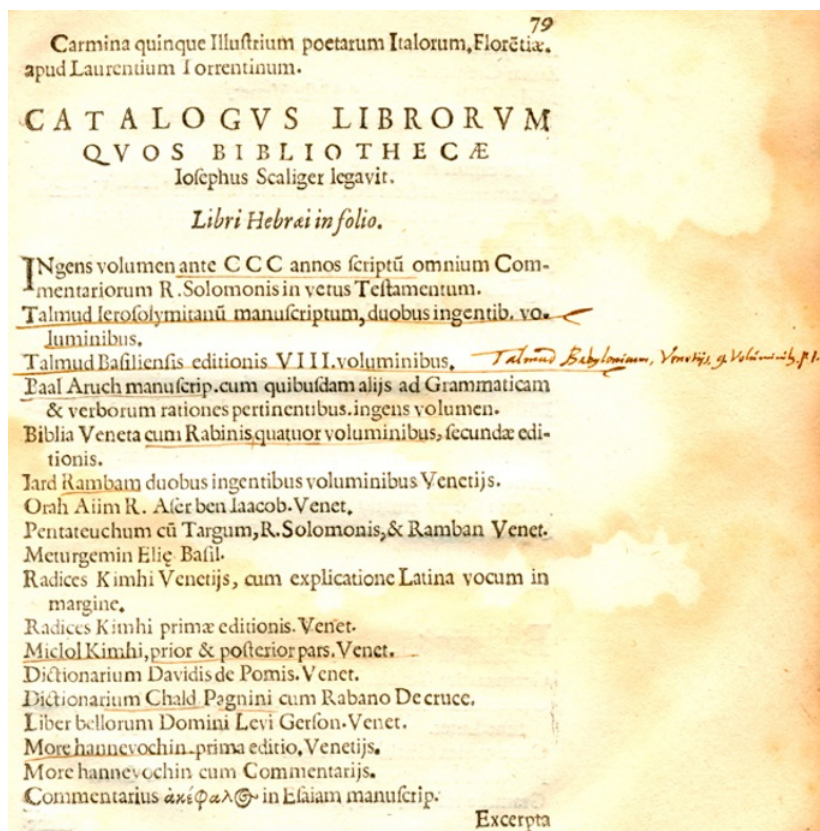 79
Carmina quinque Illuſtrium poetarum Italorum, Florētiæ.
apud Laurentium Torrentinum.
CATALOGVS LIBRORVM
QVOS BIBLIOTHECÆ
Ioſephus Scaliger legavit.
Libri Hebræi in folio.
INgens volumen ante CCC annos ſcriptū omnium Com-
mentariorum R. Solomonis in vetus Teſtamentum.
Talmud Ieroſolymitanū manuſcriptum, duobus ingentib. vo-
luminibus.
Talmud Baſilienſis editionis VIII. voluminibus. Talmud Babylonicum, Venetijs, 9 Voluminib.
Baal Aruch manuſcrip. cum quibuſdam alijs ad Grammaticam
& verborum rationes pertinentibus. ingens volumen.
Biblia Veneta cum Rabinis, quatuor voluminibus, ſecundæ edi-
tionis.
Iard Rambam duobus ingentibus voluminibus Venetijs.
Orah Aiim R. Aſer ben Iaacob. Venet.
Pentateuchum cū Targum, R. Solomonis, & Ramban Venet.
Meturgemin Elię Baſil.
Radices Kimhi Venetijs, cum explicatione Latina vocum in
margine.
Radices Kimhi primæ editionis. Venet.
Miclol Kimhi, prior & poſterior pars. Venet.
Dictionarium Davidis de Pomis. Venet.
Dictionarium Chald Pagnini cum Rabano De cruce.
Liber bellorum Domini Levi Gerſon. Venet.
More hannevochin prima editio, Venetijs.
More hannevochin cum Commentarijs.
Commentarius ἀκέφαλος in Eſaiam manuſcrip.
Excerpta